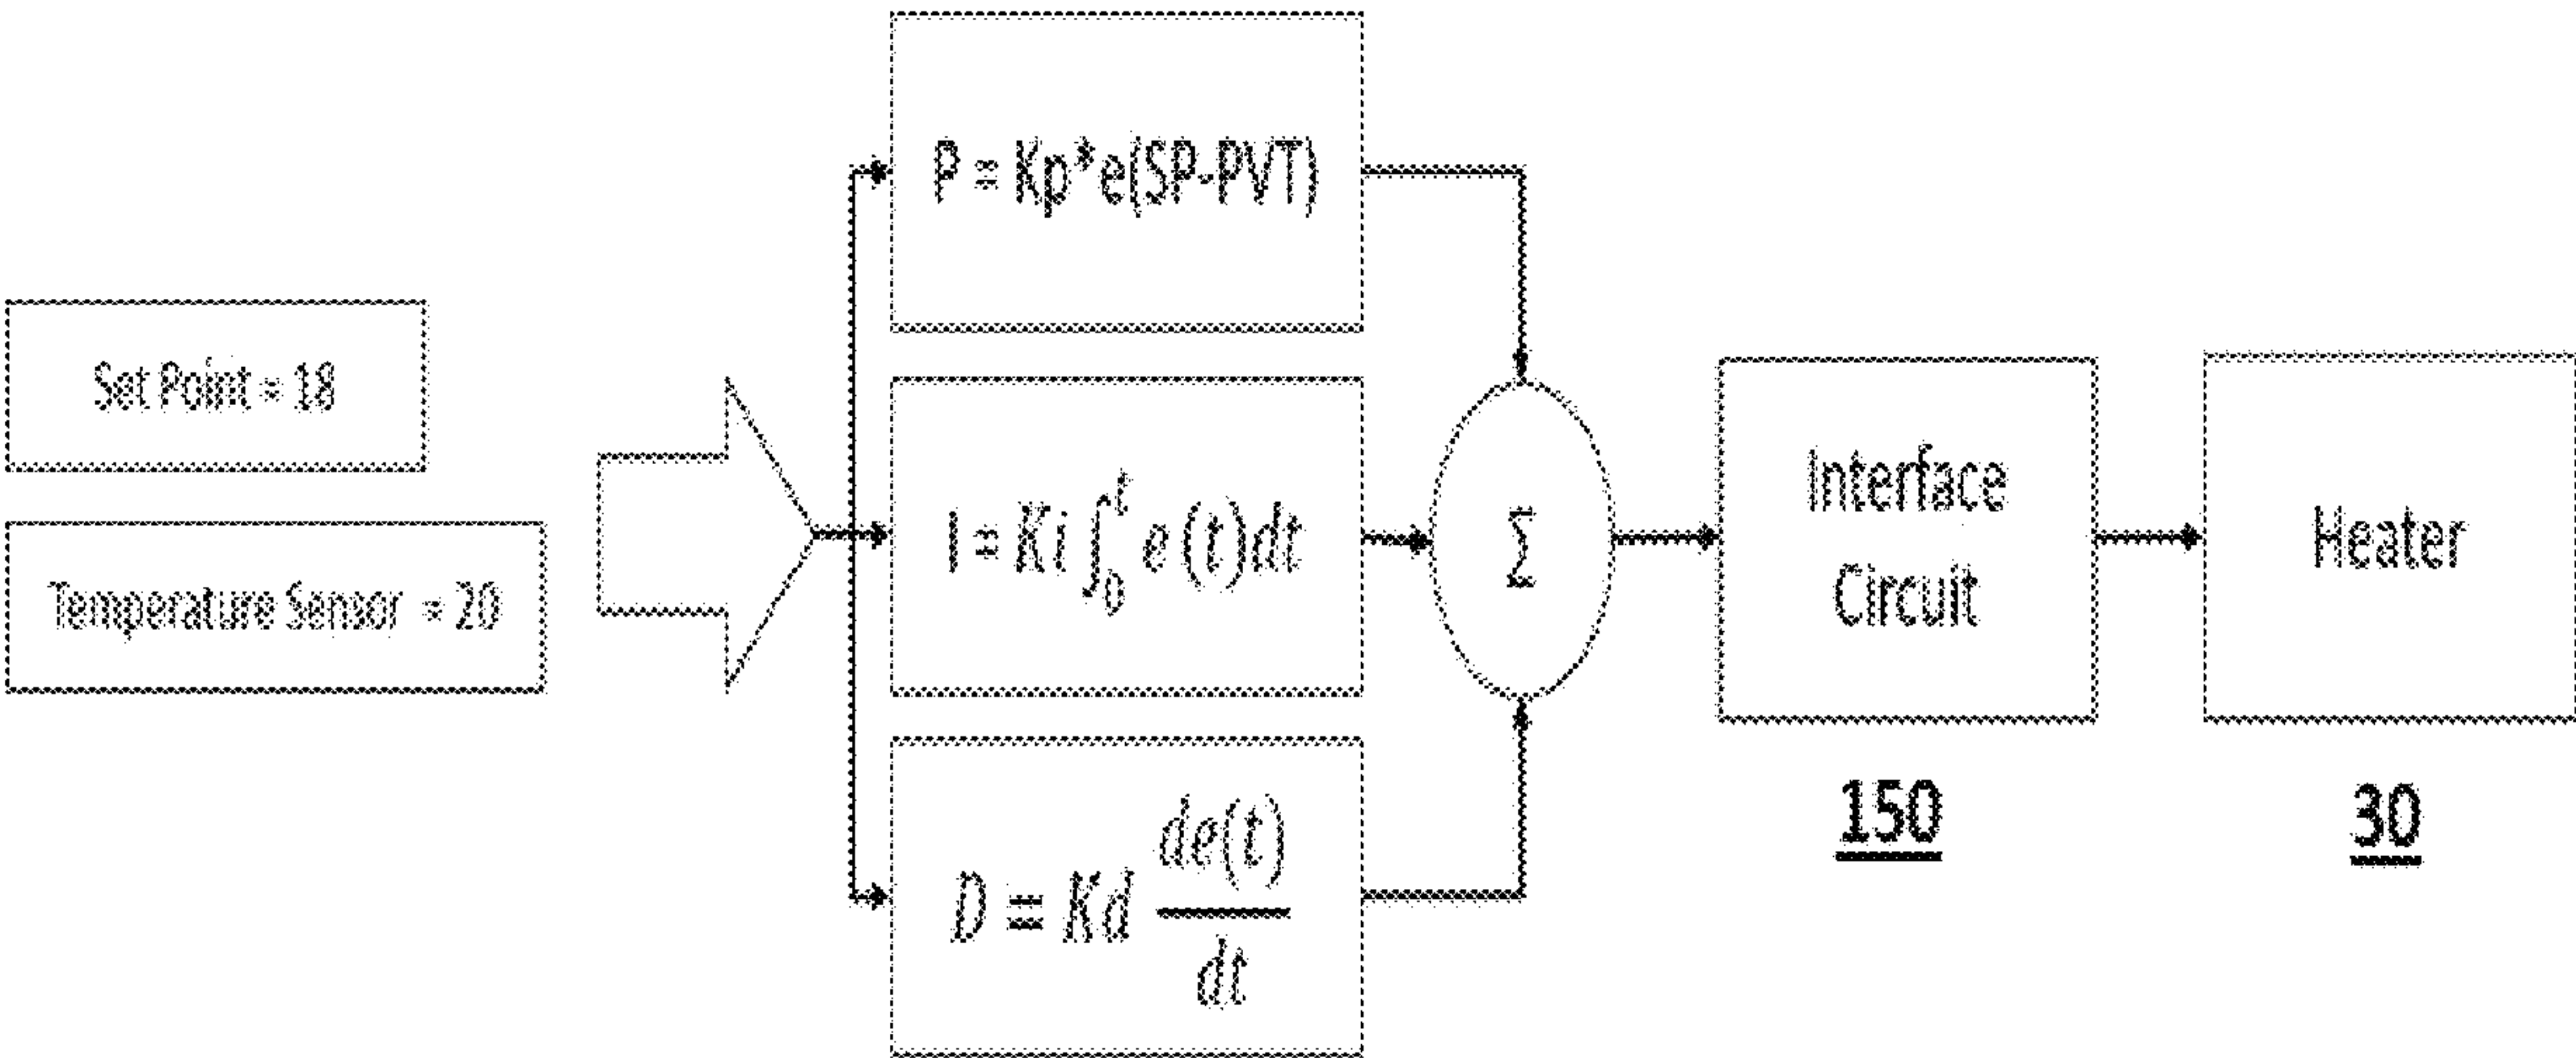 Set Point = 18
Temperature Sensor = 20
P = Kp*e(SP-PVT)
I = Ki ∫₀ᵗ e (t)dt
D = Kd de(t)/dt
Σ
Interface
Circuit
150
Heater
30